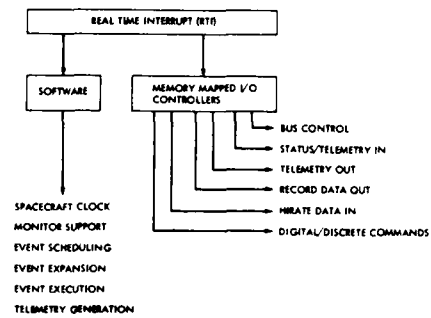 REAL TIME INTERRUPT (RTI)
SOFTWARE
MEMORY MAPPED I/O
CONTROLLERS
BUS CONTROL
STATUS/TELEMETRY IN
TELEMETRY OUT
RECORD DATA OUT
HIRATE DATA IN
DIGITAL/DISCRETE COMMANDS
SPACECRAFT CLOCK
MONITOR SUPPORT
EVENT SCHEDULING
EVENT EXPANSION
EVENT EXECUTION
TELEMETRY GENERATION